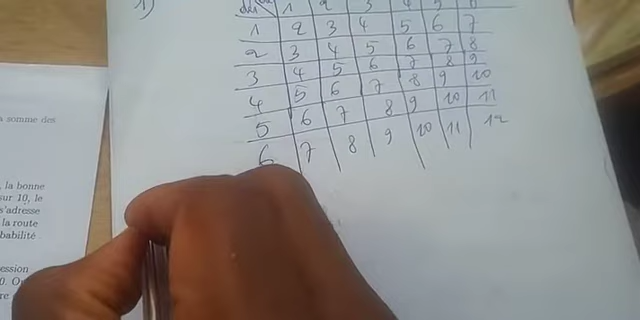 1)
1 2 3 4 5 6
1 2 3 4 5 6 7
2 3 4 5 6 7 8
3 4 5 6 7 8 9
4 5 6 7 8 9 10
5 6 7 8 9 10 11
6 7 8 9 10 11 12
somme des
, la bonne
sur 10, le
s'adresse
la route
babilité
ession
0. O
re